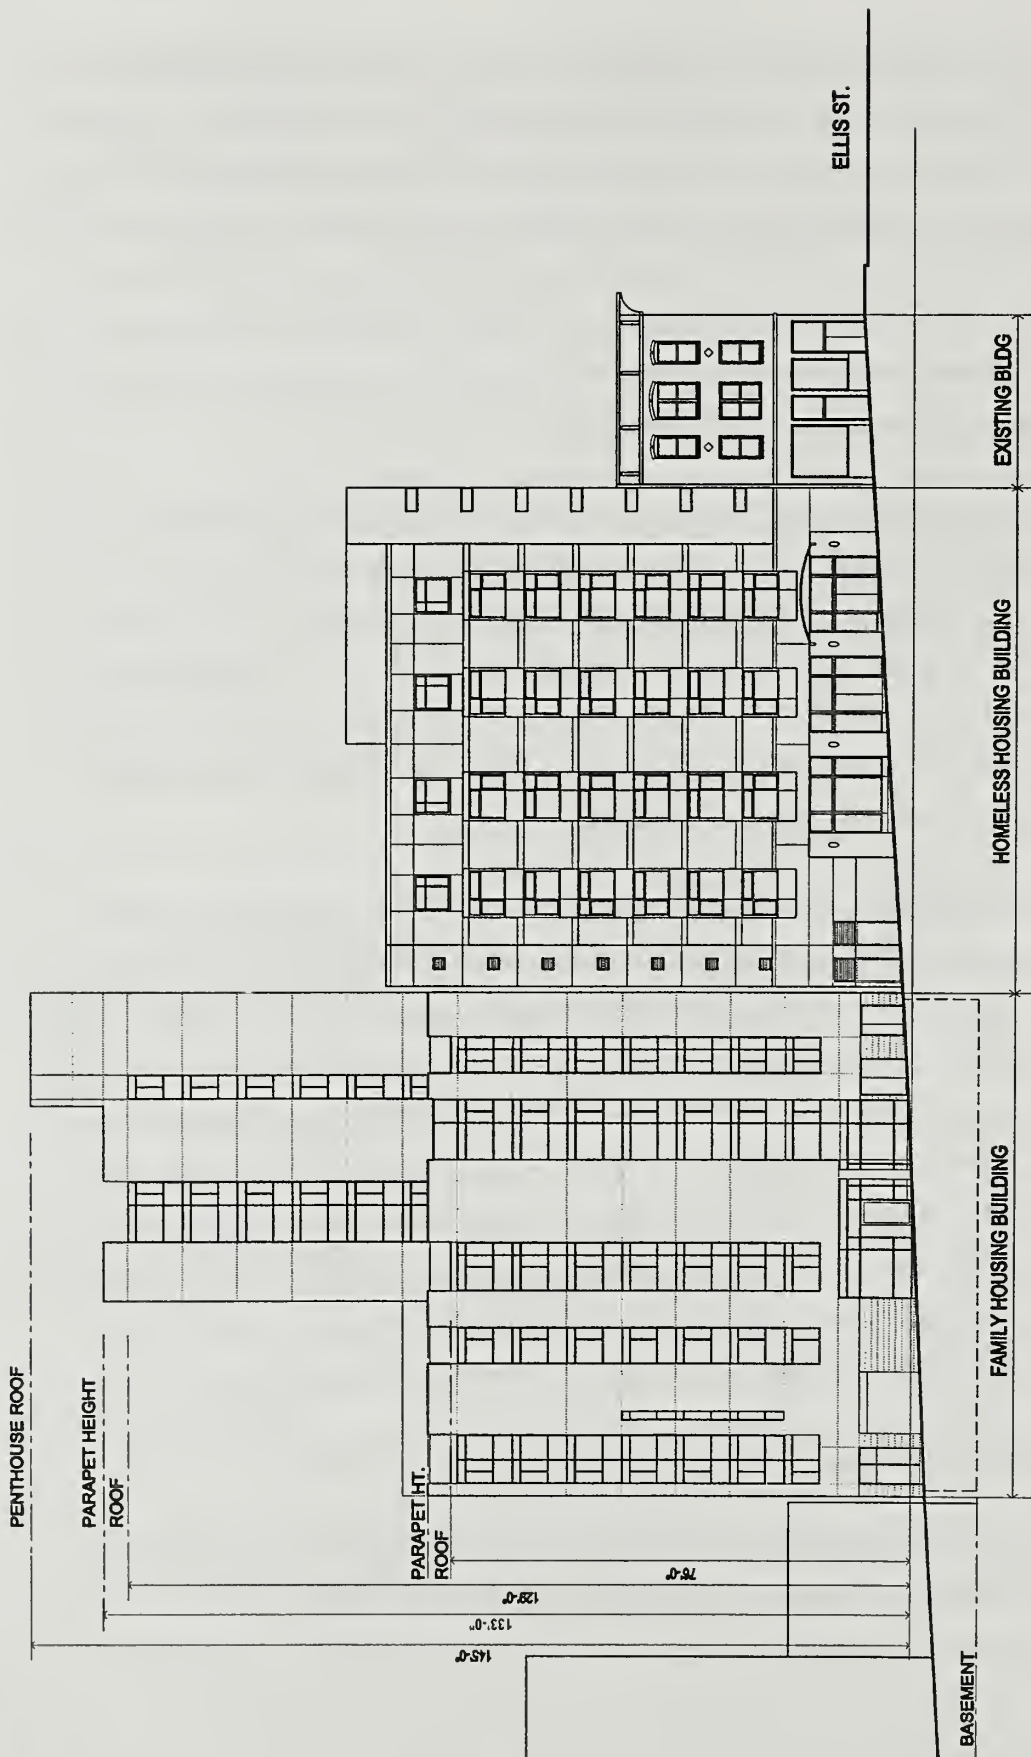 PENTHOUSE ROOF
PARAPET HEIGHT
ROOF
PARAPET HT.
ROOF
145'-0"
133'-0"
129'-0"
76'-0"
BASEMENT
FAMILY HOUSING BUILDING
HOMELESS HOUSING BUILDING
EXISTING BLDG
ELLIS ST.